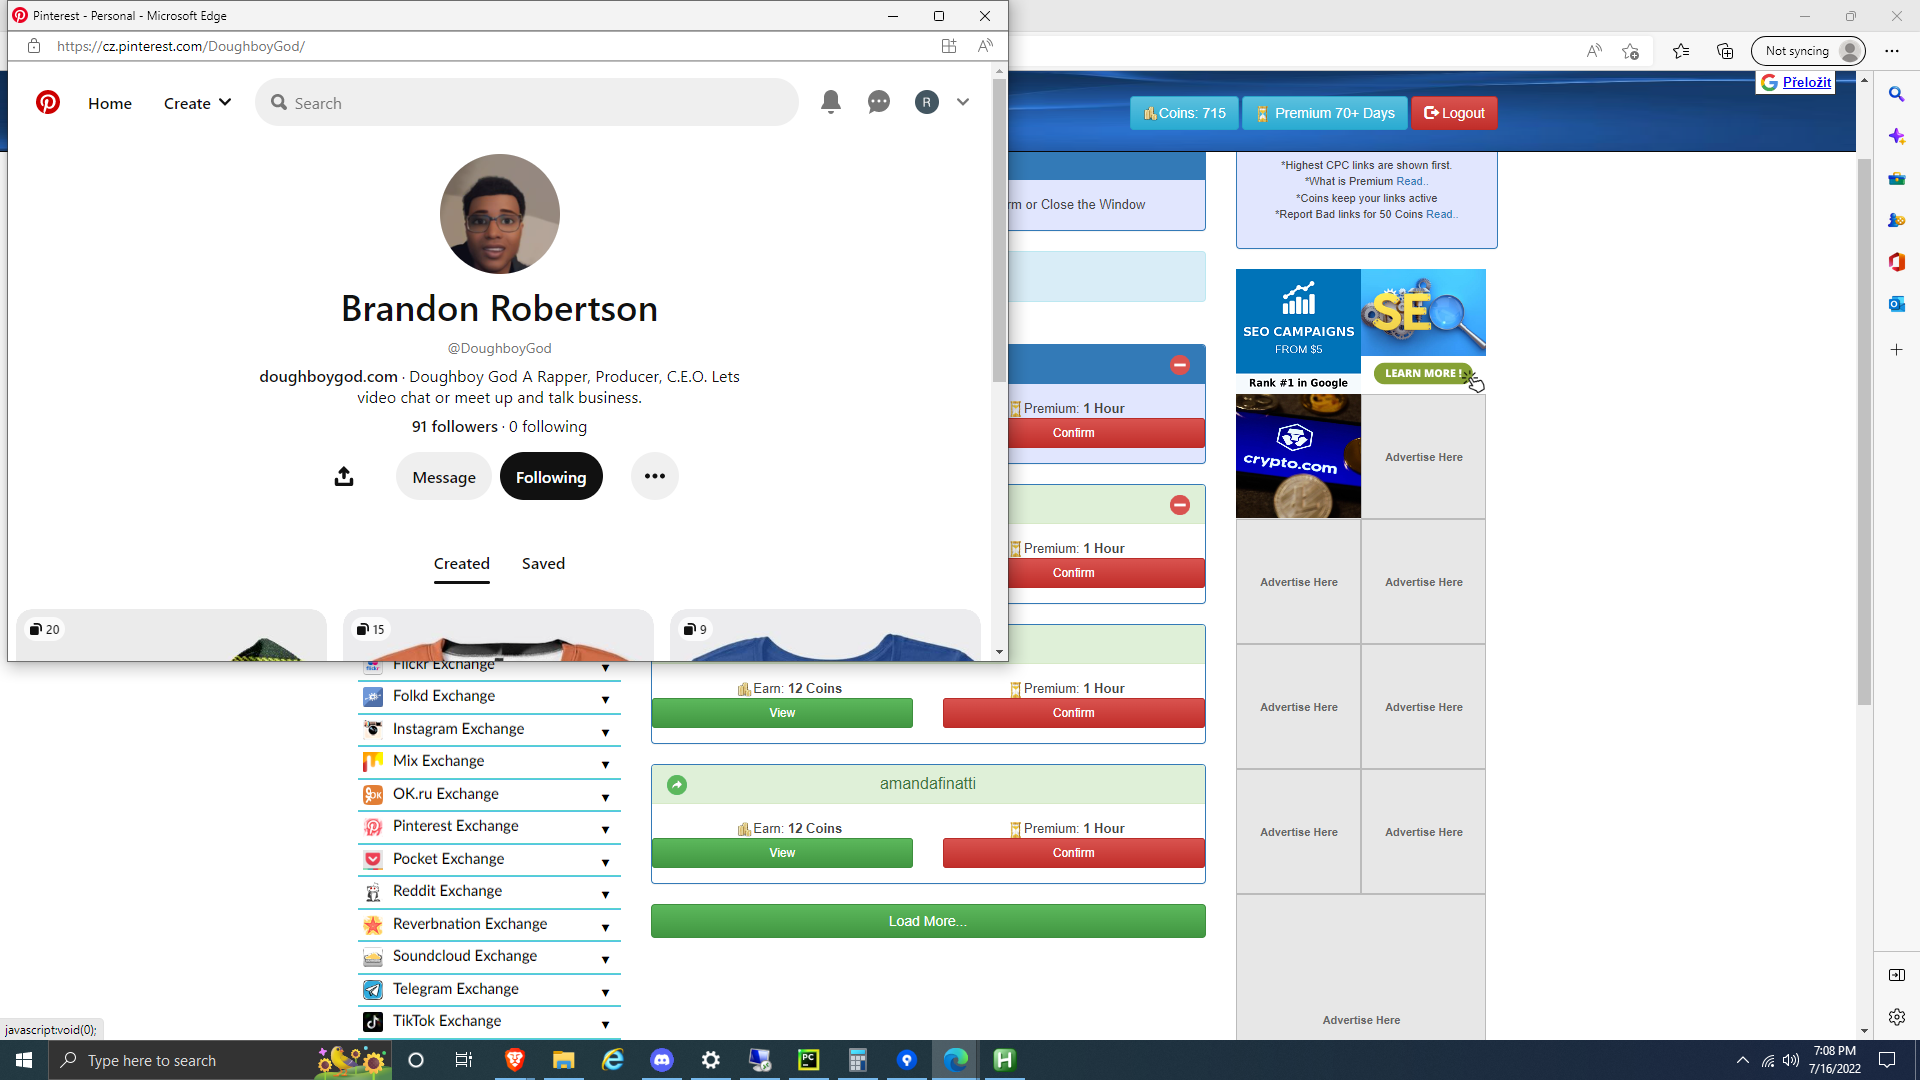 Pinterest - Personal - Microsoft Edge
https://cz.pinterest.com/DoughboyGod/
Home
Create
Search
R
Brandon Robertson
@DoughboyGod
doughboygod.com · Doughboy God A Rapper, Producer, C.E.O. Lets
video chat or meet up and talk business.
91 followers · 0 following
Message
Following
Created
Saved
20
15
9
Not syncing
Přeložit
Coins: 715
Premium 70+ Days
Logout
rm or Close the Window
*Highest CPC links are shown first.
*What is Premium Read..
*Coins keep your links active
*Report Bad links for 50 Coins Read..
SEO CAMPAIGNS
FROM $5
Rank #1 in Google
SE
LEARN MORE !
crypto.com
Advertise Here
Advertise Here
Advertise Here
Advertise Here
Advertise Here
Advertise Here
Advertise Here
Advertise Here
Premium: 1 Hour
Confirm
Premium: 1 Hour
Confirm
Earn: 12 Coins
Premium: 1 Hour
View
Confirm
amandafinatti
Earn: 12 Coins
Premium: 1 Hour
View
Confirm
Load More...
Flickr Exchange
Folkd Exchange
Instagram Exchange
Mix Exchange
OK.ru Exchange
Pinterest Exchange
Pocket Exchange
Reddit Exchange
Reverbnation Exchange
Soundcloud Exchange
Telegram Exchange
TikTok Exchange
javascript:void(0);
Type here to search
PC
H
7:08 PM
7/16/2022